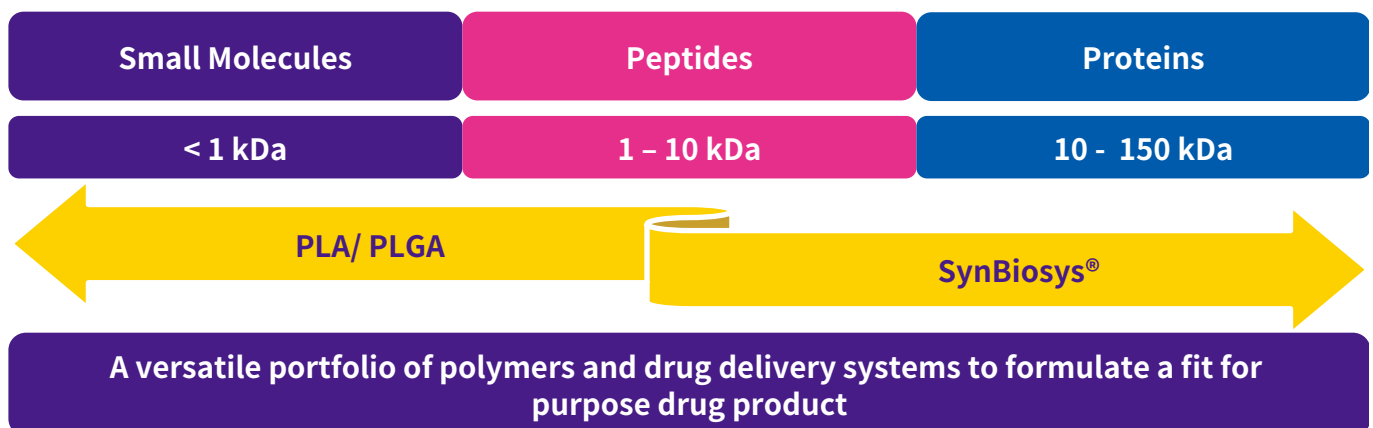 Small Molecules
Peptides
Proteins
< 1 kDa
1 – 10 kDa
10 - 150 kDa
PLA/ PLGA
SynBiosys®
A versatile portfolio of polymers and drug delivery systems to formulate a fit for
purpose drug product